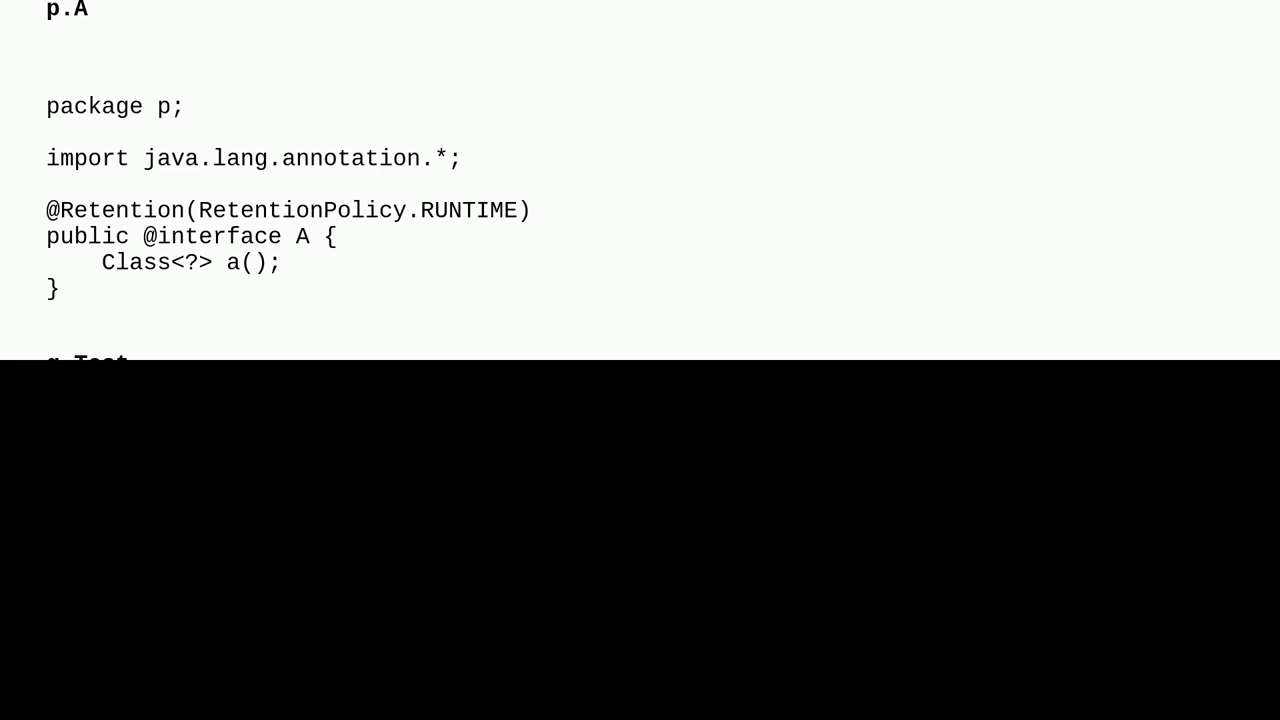 p.A
package p;
import java.lang.annotation.*;
@Retention(RetentionPolicy.RUNTIME)
public @interface A {
    Class<?> a();
}